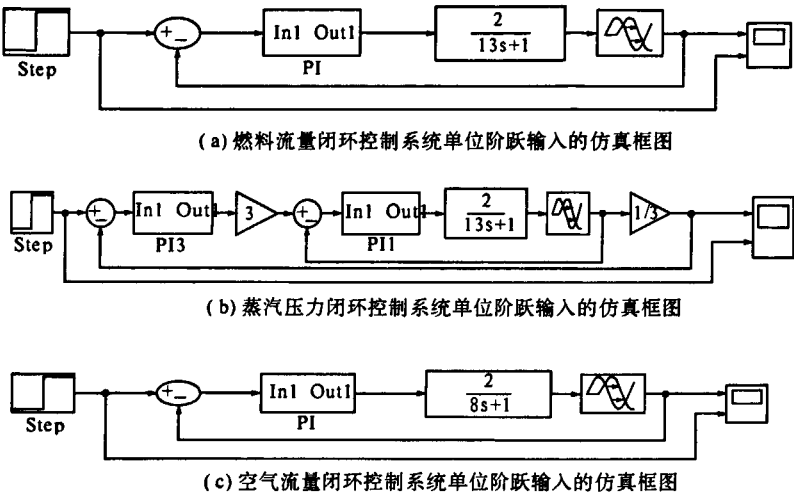 In1 Out1
2
13s+1
Step
PI
(a)燃料流量闭环控制系统单位阶跃输入的仿真框图
In1 Out1
3
In1 Out1
2
13s+1
1/3
Step
PI3
PI1
(b)蒸汽压力闭环控制系统单位阶跃输入的仿真框图
In1 Out1
2
8s+1
Step
PI
(c)空气流量闭环控制系统单位阶跃输入的仿真框图